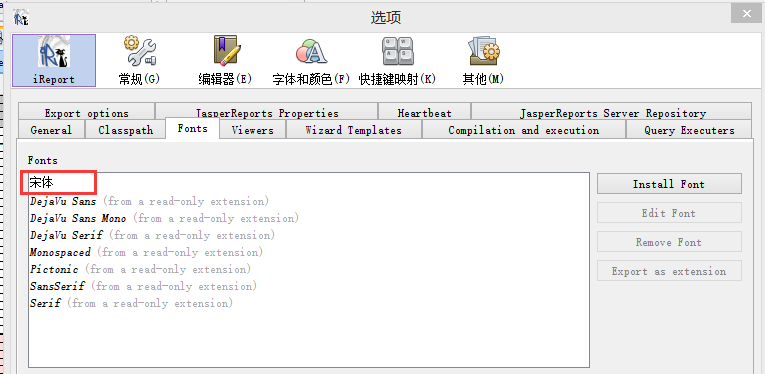 选项
iReport 常规(G) 编辑器(E) 字体和颜色(F) 快捷键映射(K) 其他(M)
Export options JasperReports Properties Heartbeat JasperReports Server Repository
General Classpath Fonts Viewers Wizard Templates Compilation and execution Query Executers
Fonts
宋体
Install Font
DejaVu Sans (from a read-only extension)
DejaVu Sans Mono (from a read-only extension)
Edit Font
DejaVu Serif (from a read-only extension)
Monospaced (from a read-only extension)
Remove Font
Pictonic (from a read-only extension)
Export as extension
SansSerif (from a read-only extension)
Serif (from a read-only extension)